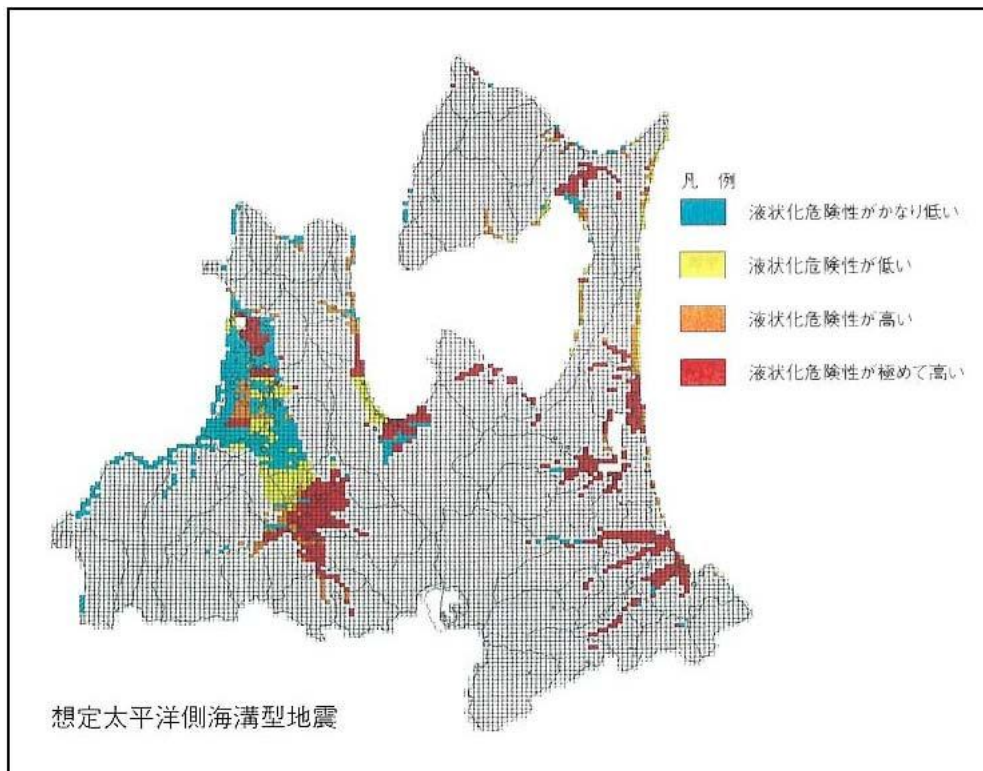 凡 例
液状化危険性がかなり低い
液状化危険性が低い
液状化危険性が高い
液状化危険性が極めて高い
想定太平洋側海溝型地震